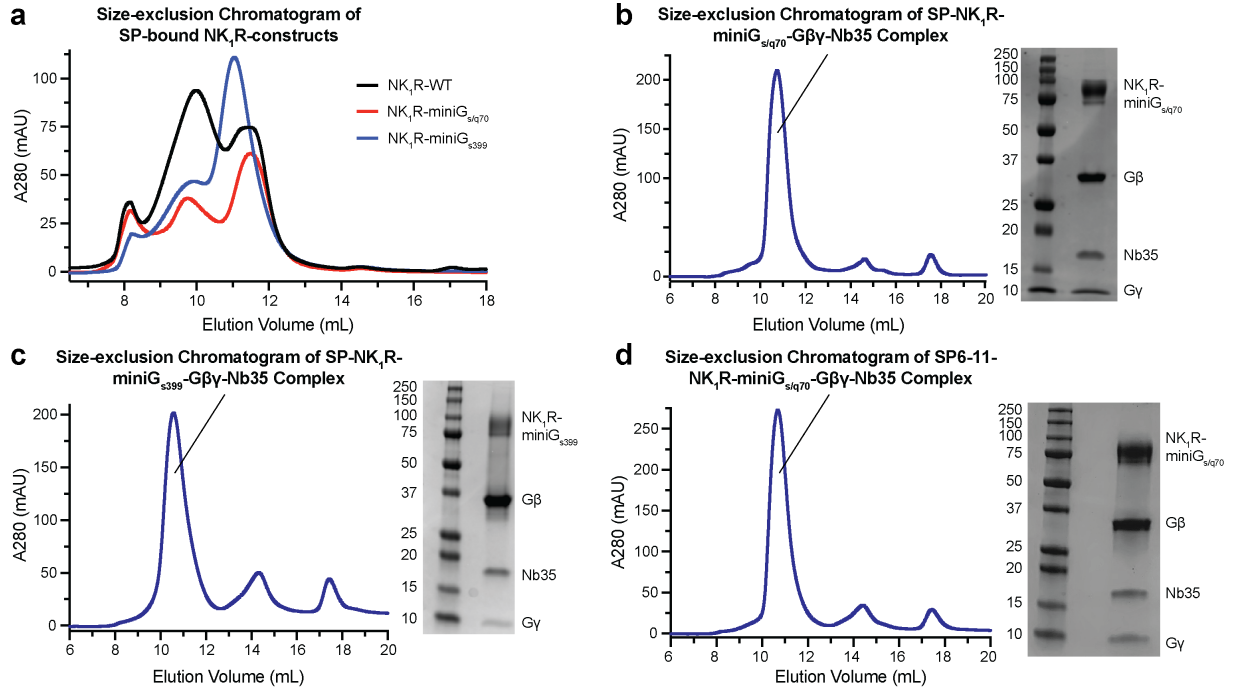 a
Size-exclusion Chromatogram of
SP-bound NK1R-constructs
100
75
50
25
0
A280 (mAU)
8 10 12 14 16 18
Elution Volume (mL)
NK1R-WT
NK1R-miniGs/q70
NK1R-miniGs399
b
Size-exclusion Chromatogram of SP-NK1R-
miniGs/q70-Gβγ-Nb35 Complex
200
150
100
50
0
A280 (mAU)
6 8 10 12 14 16 18 20
Elution Volume (mL)
250
150
100
75
50
37
25
20
15
10
NK1R-
miniGs/q70
Gβ
Nb35
Gγ
c
Size-exclusion Chromatogram of SP-NK1R-
miniGs399-Gβγ-Nb35 Complex
200
150
100
50
0
A280 (mAU)
6 8 10 12 14 16 18 20
Elution Volume (mL)
250
150
100
75
50
37
25
20
15
10
NK1R-
miniGs399
Gβ
Nb35
Gγ
d
Size-exclusion Chromatogram of SP6-11-
NK1R-miniGs/q70-Gβγ-Nb35 Complex
250
200
150
100
50
0
A280 (mAU)
6 8 10 12 14 16 18 20
Elution Volume (mL)
250
150
100
75
50
37
25
20
15
10
NK1R-
miniGs/q70
Gβ
Nb35
Gγ